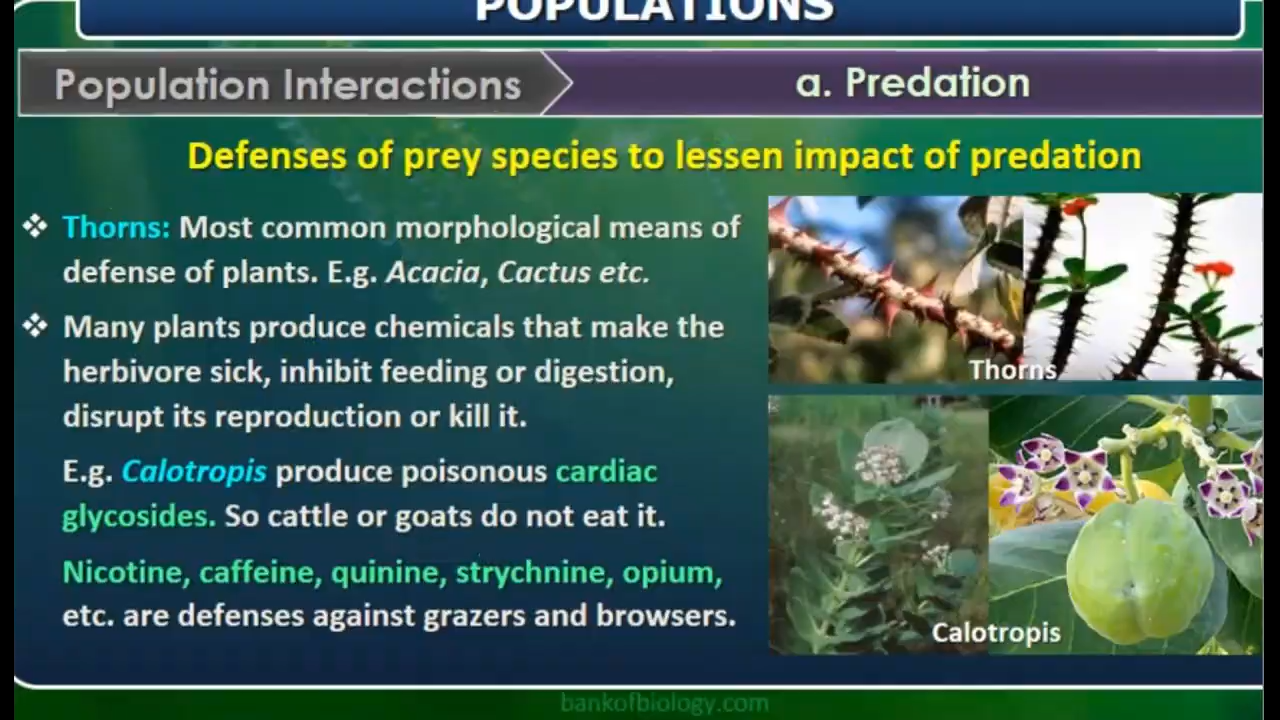 POPULATIONS
Population Interactions
a. Predation
Defenses of prey species to lessen impact of predation
❖ Thorns: Most common morphological means of
defense of plants. E.g. Acacia, Cactus etc.
❖ Many plants produce chemicals that make the
herbivore sick, inhibit feeding or digestion,
disrupt its reproduction or kill it.
E.g. Calotropis produce poisonous cardiac
glycosides. So cattle or goats do not eat it.
Nicotine, caffeine, quinine, strychnine, opium,
etc. are defenses against grazers and browsers.
Thorns
Calotropis
bankofbiology.com